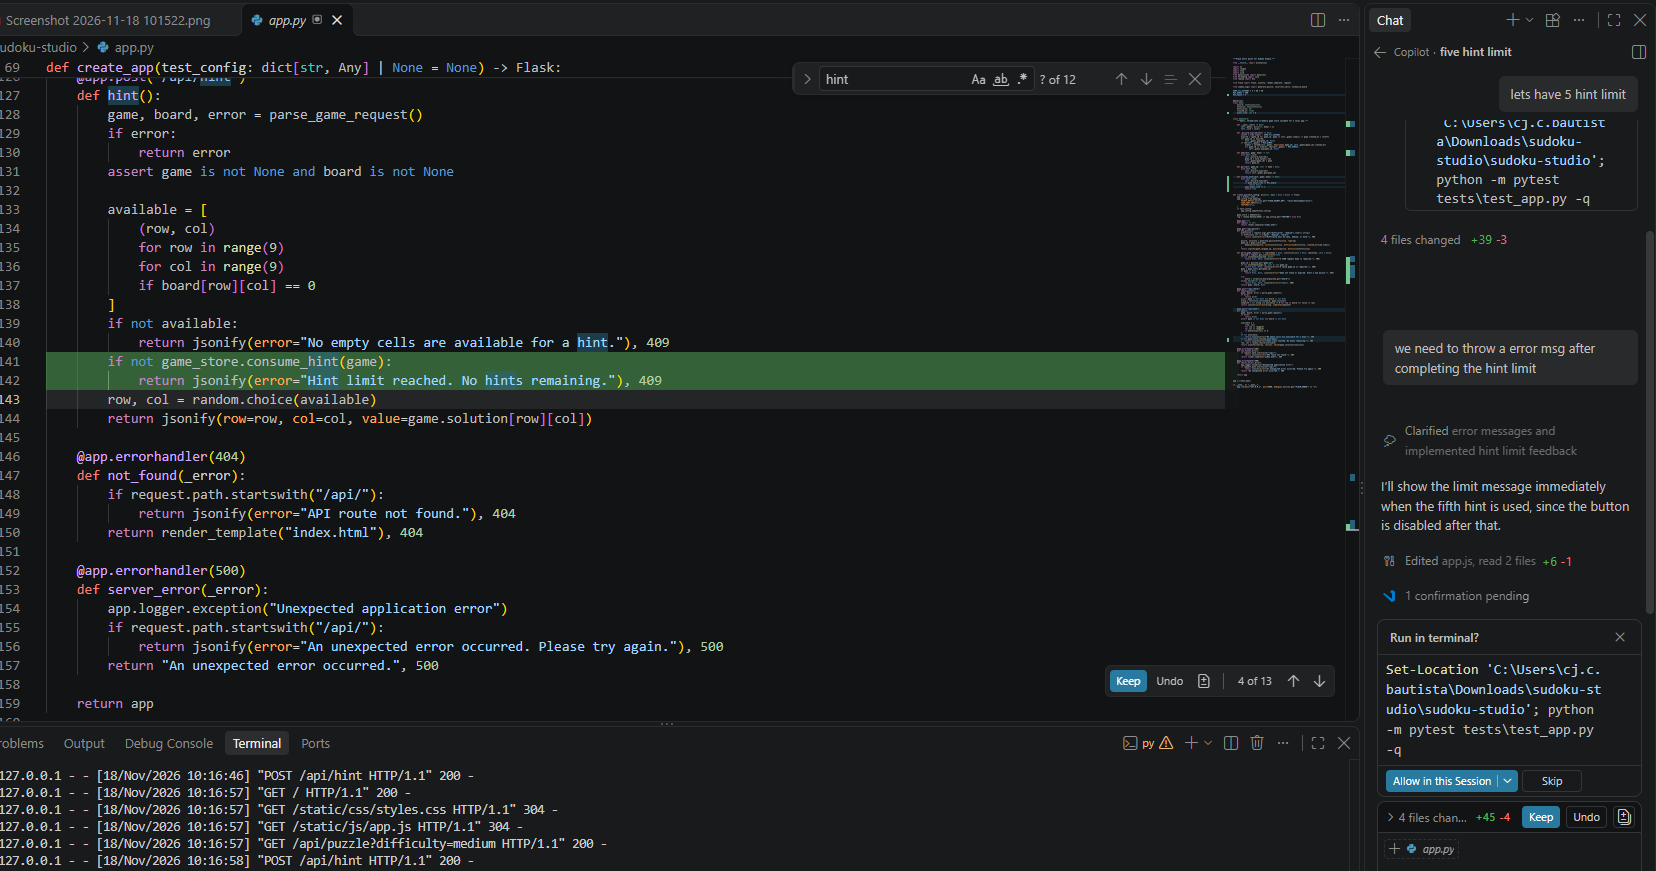 Screenshot 2026-11-18 101522.png
app.py
udoku-studio > app.py
69 def create_app(test_config: dict[str, Any] | None = None) -> Flask:
127 def hint():
128 game, board, error = parse_game_request()
129 if error:
130 return error
131 assert game is not None and board is not None
132
133 available = [
134 (row, col)
135 for row in range(9)
136 for col in range(9)
137 if board[row][col] == 0
138 ]
139 if not available:
140 return jsonify(error="No empty cells are available for a hint."), 409
141 if not game_store.consume_hint(game):
142 return jsonify(error="Hint limit reached. No hints remaining."), 409
143 row, col = random.choice(available)
144 return jsonify(row=row, col=col, value=game.solution[row][col])
145
146 @app.errorhandler(404)
147 def not_found(_error):
148 if request.path.startswith("/api/"):
149 return jsonify(error="API route not found."), 404
150 return render_template("index.html"), 404
151
152 @app.errorhandler(500)
153 def server_error(_error):
154 app.logger.exception("Unexpected application error")
155 if request.path.startswith("/api/"):
156 return jsonify(error="An unexpected error occurred. Please try again."), 500
157 return "An unexpected error occurred.", 500
158
159 return app
hint Aa ab .* ? of 12
Keep Undo 4 of 13
roblems Output Debug Console Terminal Ports
py
127.0.0.1 - - [18/Nov/2026 10:16:46] "POST /api/hint HTTP/1.1" 200 -
127.0.0.1 - - [18/Nov/2026 10:16:57] "GET / HTTP/1.1" 200 -
127.0.0.1 - - [18/Nov/2026 10:16:57] "GET /static/css/styles.css HTTP/1.1" 304 -
127.0.0.1 - - [18/Nov/2026 10:16:57] "GET /static/js/app.js HTTP/1.1" 304 -
127.0.0.1 - - [18/Nov/2026 10:16:57] "GET /api/puzzle?difficulty=medium HTTP/1.1" 200 -
127.0.0.1 - - [18/Nov/2026 10:16:58] "POST /api/hint HTTP/1.1" 200 -
Chat
Copilot · five hint limit
lets have 5 hint limit
'C:\Users\cj.c.bautist
a\Downloads\sudoku-
studio\sudoku-studio';
python -m pytest
tests\test_app.py -q
4 files changed +39 -3
we need to throw a error msg after
completing the hint limit
Clarified error messages and
implemented hint limit feedback
I'll show the limit message immediately
when the fifth hint is used, since the button
is disabled after that.
Edited app.js, read 2 files +6 -1
1 confirmation pending
Run in terminal?
Set-Location 'C:\Users\cj.c.
bautista\Downloads\sudoku-st
udio\sudoku-studio'; python
-m pytest tests\test_app.py
-q
Allow in this Session Skip
4 files chan... +45 -4 Keep Undo
app.py